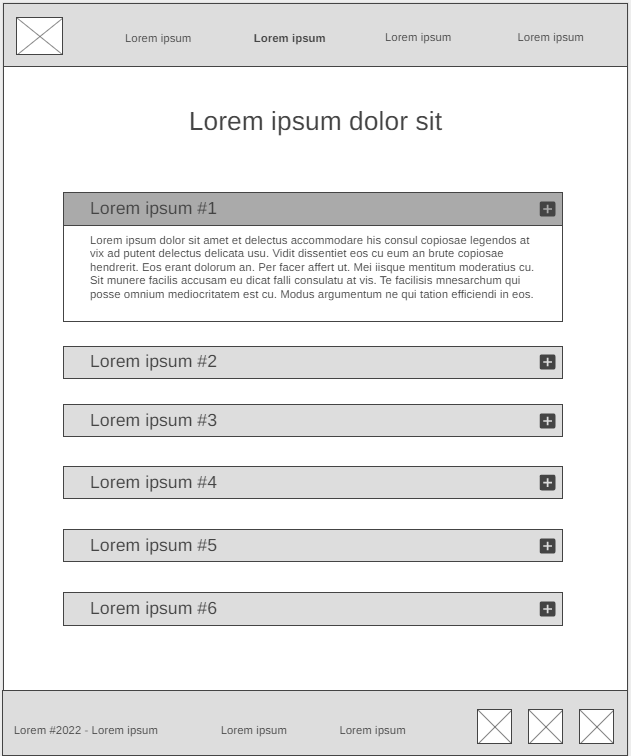 Lorem ipsum
Lorem ipsum
Lorem ipsum
Lorem ipsum
Lorem ipsum dolor sit
Lorem ipsum #1
Lorem ipsum dolor sit amet et delectus accommodare his consul copiosae legendos at
vix ad putent delectus delicata usu. Vidit dissentiet eos cu eum an brute copiosae
hendrerit. Eos erant dolorum an. Per facer affert ut. Mei iisque mentitum moderatius cu.
Sit munere facilis accusam eu dicat falli consulatu at vis. Te facilisis mnesarchum qui
posse omnium mediocritatem est cu. Modus argumentum ne qui tation efficiendi in eos.
Lorem ipsum #2
Lorem ipsum #3
Lorem ipsum #4
Lorem ipsum #5
Lorem ipsum #6
Lorem #2022 - Lorem ipsum
Lorem ipsum
Lorem ipsum